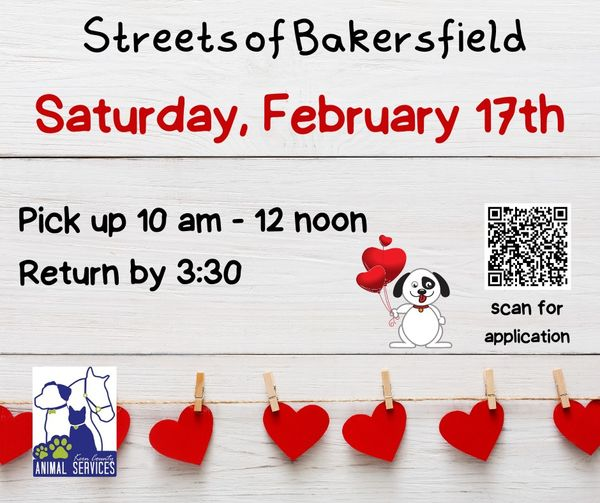 Streets of Bakersfield
Saturday, February 17th
Pick up 10 am - 12 noon
Return by 3:30
scan for
application
Kern County
ANIMAL SERVICES